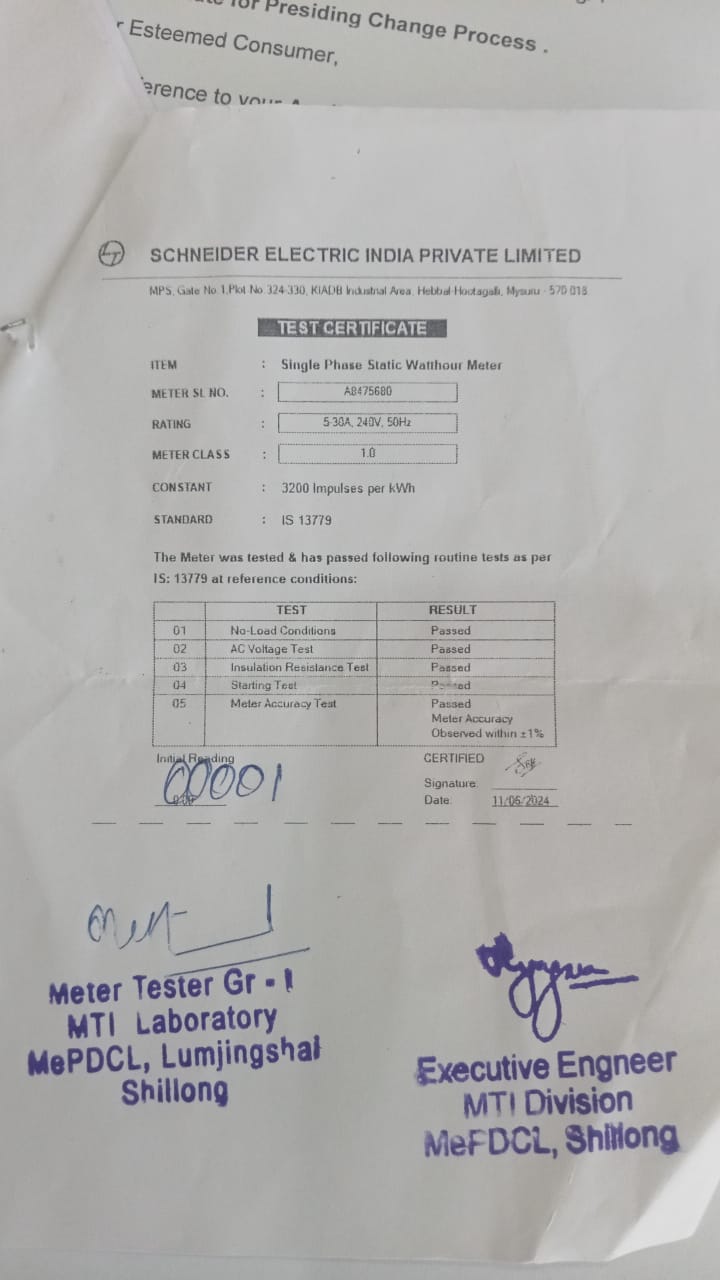 for Presiding Change Process .
r Esteemed Consumer,
erence to your
SCHNEIDER ELECTRIC INDIA PRIVATE LIMITED
MPS, Gate No.1,Plot No.324-330, KIADB Industrial Area, Hebbal-Hootagalli, Mysuru - 570 018
TEST CERTIFICATE
ITEM : Single Phase Static Watthour Meter
METER SL NO. : A8475680
RATING : 5-30A, 240V, 50Hz
METER CLASS : 1.0
CONSTANT : 3200 Impulses per kWh
STANDARD : IS 13779
The Meter was tested & has passed following routine tests as per
IS: 13779 at reference conditions:
TEST RESULT
01 No-Load Conditions Passed
02 AC Voltage Test Passed
03 Insulation Resistance Test Passed
04 Starting Test Passed
05 Meter Accuracy Test Passed
Meter Accuracy
Observed within ±1%
Initial Reading CERTIFIED
00001
Signature:
Date: 11/06/2024
Meter Tester Gr - I
MTI Laboratory
MePDCL, Lumjingshai
Shillong
Executive Engneer
MTI Division
MePDCL, Shillong